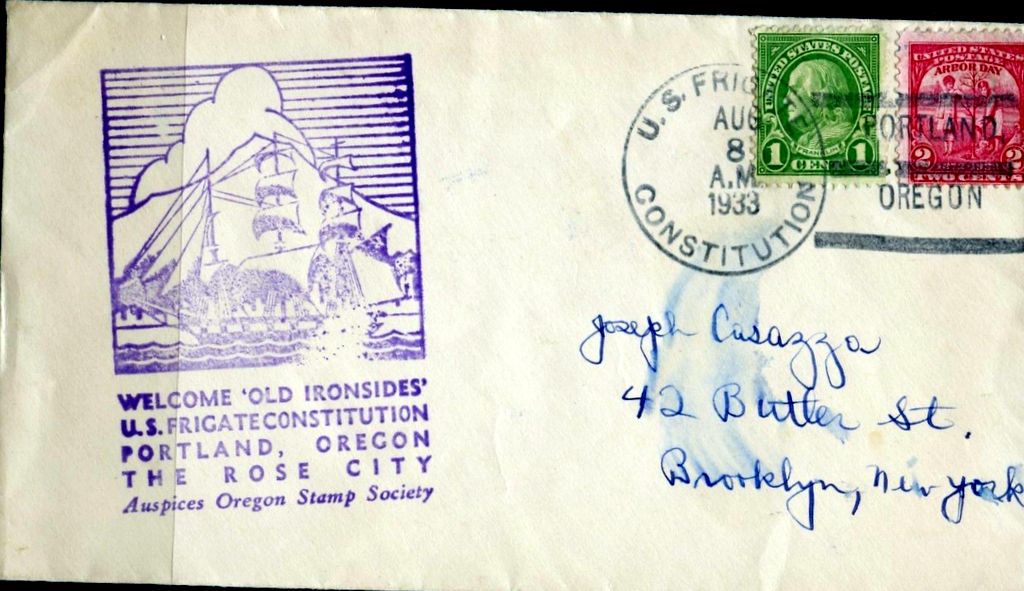 WELCOME 'OLD IRONSIDES'
U.S. FRIGATE CONSTITUTION
PORTLAND, OREGON
THE ROSE CITY
Auspices Oregon Stamp Society
U.S. FRIGATE
AUG
8
A.M.
1933
CONSTITUTION
UNITED STATES POSTAGE
FRANKLIN
1 CENT 1
UNITED STATES
POSTAGE
ARBOR DAY
2 2
TWO CENTS
PORTLAND,
OREGON
Joseph Casazza
42 Butler St.
Brooklyn, New York